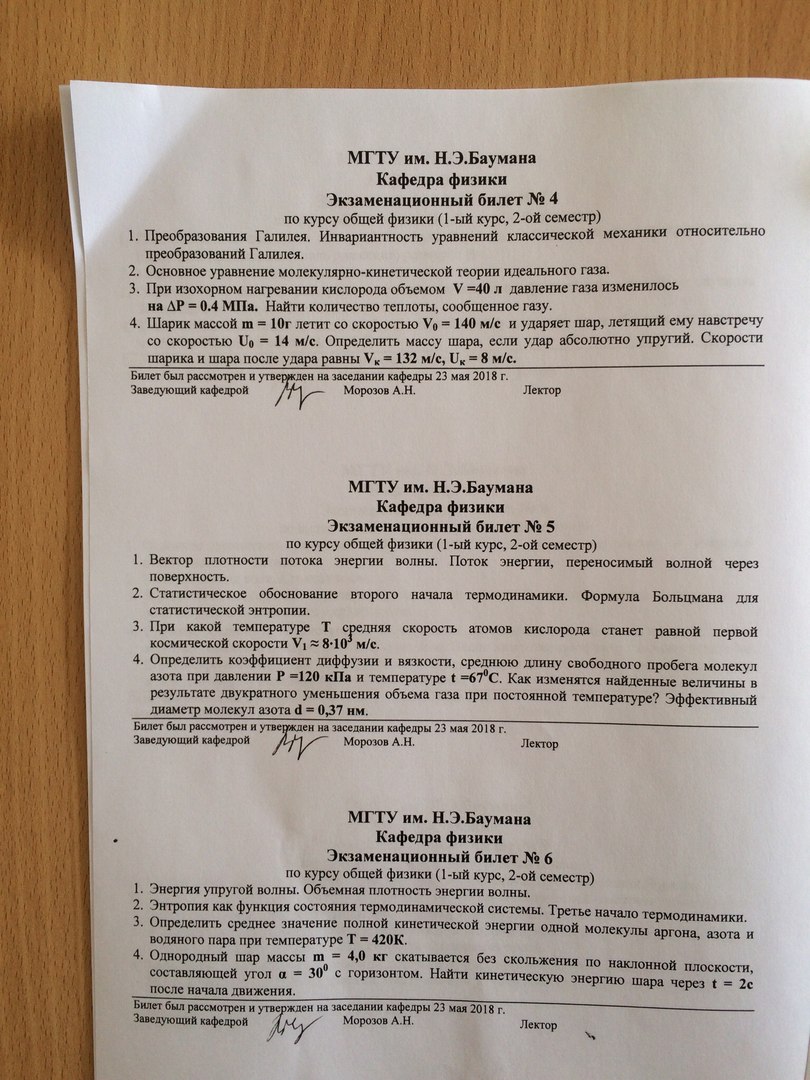 МГТУ им. Н.Э.Баумана
Кафедра физики
Экзаменационный билет № 4
по курсу общей физики (1-ый курс, 2-ой семестр)
1. Преобразования Галилея. Инвариантность уравнений классической механики относительно
преобразований Галилея.
2. Основное уравнение молекулярно-кинетической теории идеального газа.
3. При изохорном нагревании кислорода объемом V =40 л давление газа изменилось
на ΔР = 0.4 МПа. Найти количество теплоты, сообщенное газу.
4. Шарик массой m = 10г летит со скоростью V₀ = 140 м/с и ударяет шар, летящий ему навстречу
со скоростью U₀ = 14 м/с. Определить массу шара, если удар абсолютно упругий. Скорости
шарика и шара после удара равны Vк = 132 м/с, Uк = 8 м/с.
Билет был рассмотрен и утвержден на заседании кафедры 23 мая 2018 г.
Заведующий кафедрой Морозов А.Н. Лектор
МГТУ им. Н.Э.Баумана
Кафедра физики
Экзаменационный билет № 5
по курсу общей физики (1-ый курс, 2-ой семестр)
1. Вектор плотности потока энергии волны. Поток энергии, переносимый волной через
поверхность.
2. Статистическое обоснование второго начала термодинамики. Формула Больцмана для
статистической энтропии.
3. При какой температуре Т средняя скорость атомов кислорода станет равной первой
космической скорости V₁ ≈ 8·10³ м/с.
4. Определить коэффициент диффузии и вязкости, среднюю длину свободного пробега молекул
азота при давлении Р =120 кПа и температуре t =67⁰С. Как изменятся найденные величины в
результате двукратного уменьшения объема газа при постоянной температуре? Эффективный
диаметр молекул азота d = 0,37 нм.
Билет был рассмотрен и утвержден на заседании кафедры 23 мая 2018 г.
Заведующий кафедрой Морозов А.Н. Лектор
МГТУ им. Н.Э.Баумана
Кафедра физики
Экзаменационный билет № 6
по курсу общей физики (1-ый курс, 2-ой семестр)
1. Энергия упругой волны. Объемная плотность энергии волны.
2. Энтропия как функция состояния термодинамической системы. Третье начало термодинамики.
3. Определить среднее значение полной кинетической энергии одной молекулы аргона, азота и
водяного пара при температуре Т = 420К.
4. Однородный шар массы m = 4,0 кг скатывается без скольжения по наклонной плоскости,
составляющей угол α = 30⁰ с горизонтом. Найти кинетическую энергию шара через t = 2с
после начала движения.
Билет был рассмотрен и утвержден на заседании кафедры 23 мая 2018 г.
Заведующий кафедрой Морозов А.Н. Лектор